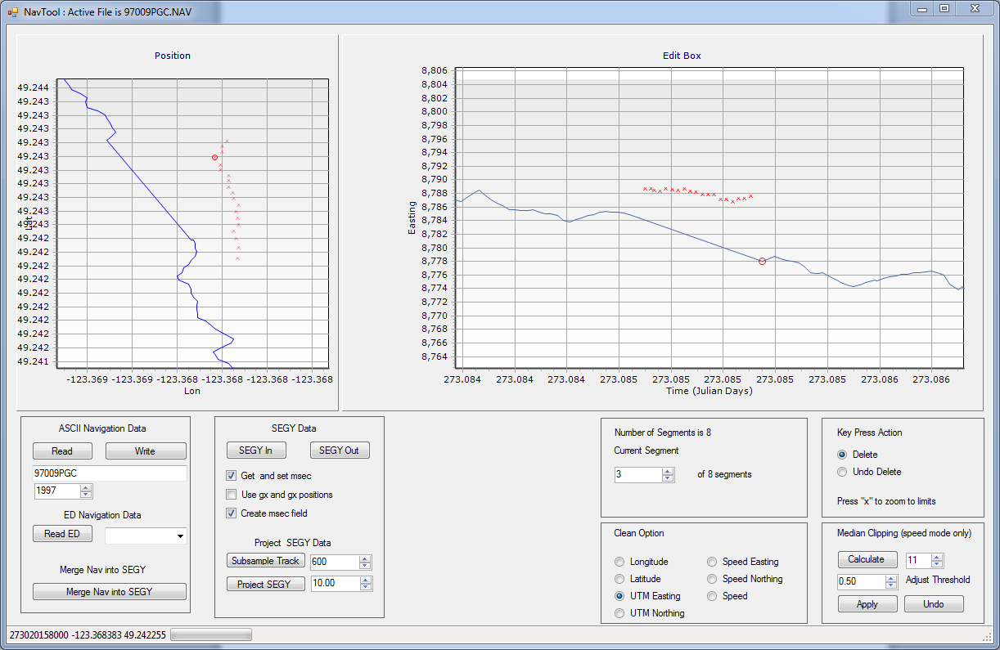 NavTool : Active File is 97009PGC.NAV
Position
49.244
49.243
49.243
49.243
49.243
49.243
49.243
49.243
49.243
49.243
49.243
49.242
49.242
49.242
49.242
49.242
49.242
49.242
49.242
49.242
49.241
Lat
-123.369 -123.369 -123.368 -123.368 -123.368 -123.368
Lon
Edit Box
8,806
8,804
8,802
8,800
8,798
8,796
8,794
8,792
8,790
8,788
8,786
8,784
8,782
8,780
8,778
8,776
8,774
8,772
8,770
8,768
8,766
8,764
Easting
273.084 273.084 273.084 273.085 273.085 273.085 273.085 273.085 273.086 273.086
Time (Julian Days)
ASCII Navigation Data
Read Write
97009PGC
1997
ED Navigation Data
Read ED
Merge Nav into SEGY
Merge Nav into SEGY
SEGY Data
SEGY In SEGY Out
Get and set msec
Use gx and gx positions
Create msec field
Project SEGY Data
Subsample Track 600
Project SEGY 10.00
Number of Segments is 8
Current Segment
3 of 8 segments
Clean Option
Longitude Speed Easting
Latitude Speed Northing
UTM Easting Speed
UTM Northing
Key Press Action
Delete
Undo Delete
Press "x" to zoom to limits
Median Clipping (speed mode only)
Calculate 11
0.50 Adjust Threshold
Apply Undo
273020158000 -123.368383 49.242255